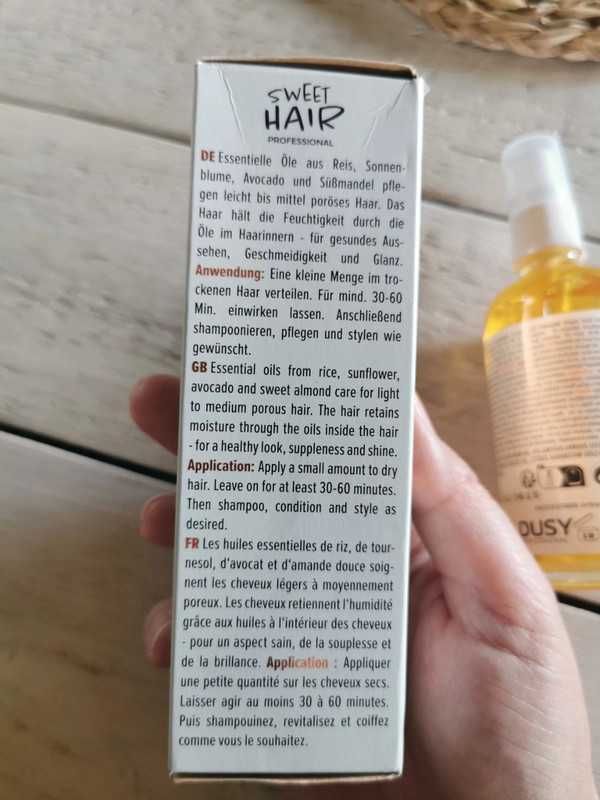 SWEET
HAIR
PROFESSIONAL
DE Essentielle Öle aus Reis, Sonnen-
blume, Avocado und Süßmandel pfle-
gen leicht bis mittel poröses Haar. Das
Haar hält die Feuchtigkeit durch die
Öle im Haarinnern - für gesundes Aus-
sehen, Geschmeidigkeit und Glanz.
Anwendung: Eine kleine Menge im tro-
ckenen Haar verteilen. Für mind. 30-60
Min. einwirken lassen. Anschließend
shampoonieren, pflegen und stylen wie
gewünscht.
GB Essential oils from rice, sunflower,
avocado and sweet almond care for light
to medium porous hair. The hair retains
moisture through the oils inside the hair
- for a healthy look, suppleness and shine.
Application: Apply a small amount to dry
hair. Leave on for at least 30-60 minutes.
Then shampoo, condition and style as
desired.
FR Les huiles essentielles de riz, de tour-
nesol, d'avocat et d'amande douce soig-
nent les cheveux légers à moyennement
poreux. Les cheveux retiennent l'humidité
grâce aux huiles à l'intérieur des cheveux
- pour un aspect sain, de la souplesse et
de la brillance. Application : Appliquer
une petite quantité sur les cheveux secs.
Laisser agir au moins 30 à 60 minutes.
Puis shampouinez, revitalisez et coiffez
comme vous le souhaitez.
DUSY